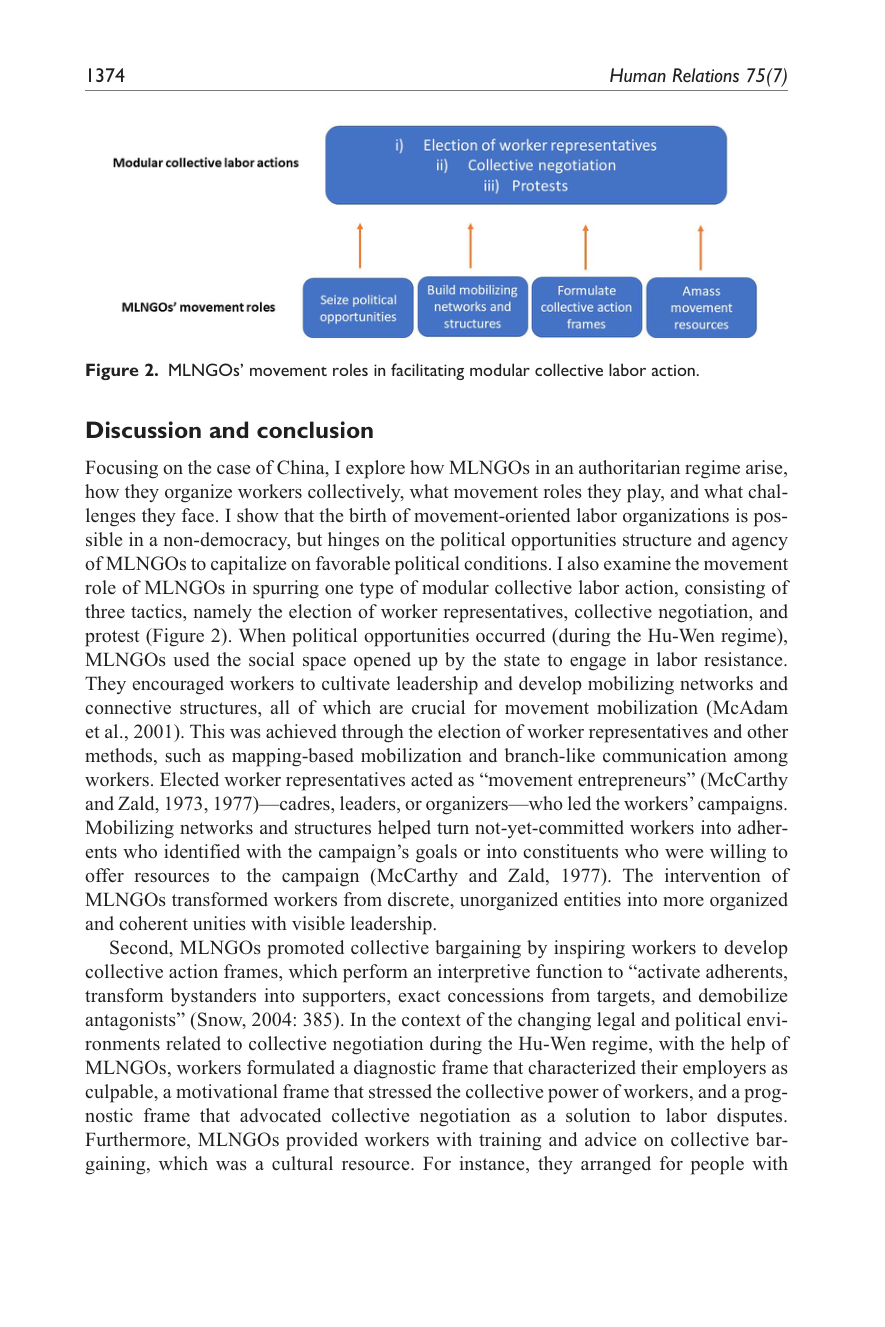 1374
Human Relations 75(7)
Modular collective labor actions
i) Election of worker representatives
ii) Collective negotiation
iii) Protests
MLNGOs' movement roles
Seize political
opportunities
Build mobilizing
networks and
structures
Formulate
collective action
frames
Amass
movement
resources
Figure 2. MLNGOs' movement roles in facilitating modular collective labor action.
Discussion and conclusion
Focusing on the case of China, I explore how MLNGOs in an authoritarian regime arise,
how they organize workers collectively, what movement roles they play, and what chal-
lenges they face. I show that the birth of movement-oriented labor organizations is pos-
sible in a non-democracy, but hinges on the political opportunities structure and agency
of MLNGOs to capitalize on favorable political conditions. I also examine the movement
role of MLNGOs in spurring one type of modular collective labor action, consisting of
three tactics, namely the election of worker representatives, collective negotiation, and
protest (Figure 2). When political opportunities occurred (during the Hu-Wen regime),
MLNGOs used the social space opened up by the state to engage in labor resistance.
They encouraged workers to cultivate leadership and develop mobilizing networks and
connective structures, all of which are crucial for movement mobilization (McAdam
et al., 2001). This was achieved through the election of worker representatives and other
methods, such as mapping-based mobilization and branch-like communication among
workers. Elected worker representatives acted as “movement entrepreneurs” (McCarthy
and Zald, 1973, 1977)—cadres, leaders, or organizers—who led the workers’ campaigns.
Mobilizing networks and structures helped turn not-yet-committed workers into adher-
ents who identified with the campaign’s goals or into constituents who were willing to
offer resources to the campaign (McCarthy and Zald, 1977). The intervention of
MLNGOs transformed workers from discrete, unorganized entities into more organized
and coherent unities with visible leadership.
Second, MLNGOs promoted collective bargaining by inspiring workers to develop
collective action frames, which perform an interpretive function to “activate adherents,
transform bystanders into supporters, exact concessions from targets, and demobilize
antagonists” (Snow, 2004: 385). In the context of the changing legal and political envi-
ronments related to collective negotiation during the Hu-Wen regime, with the help of
MLNGOs, workers formulated a diagnostic frame that characterized their employers as
culpable, a motivational frame that stressed the collective power of workers, and a prog-
nostic frame that advocated collective negotiation as a solution to labor disputes.
Furthermore, MLNGOs provided workers with training and advice on collective bar-
gaining, which was a cultural resource. For instance, they arranged for people with